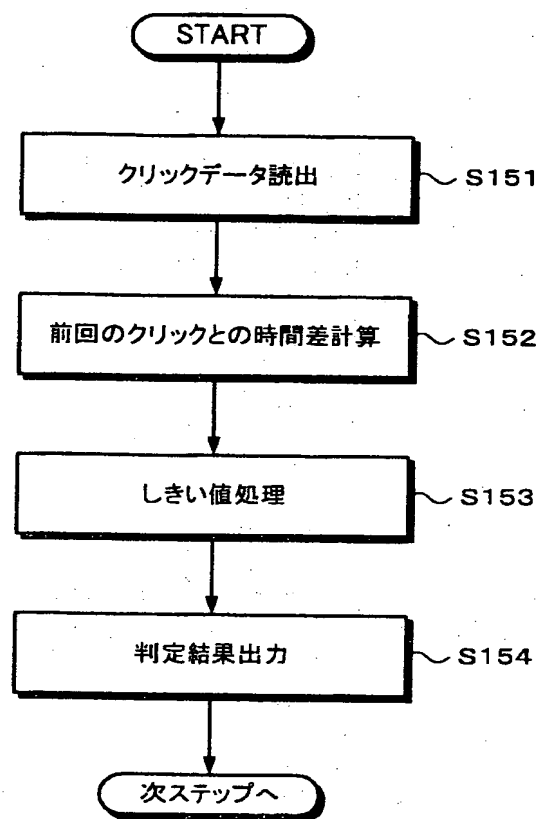 START
クリックデータ読出
S151
前回のクリックとの時間差計算
S152
しきい値処理
S153
判定結果出力
S154
次ステップへ